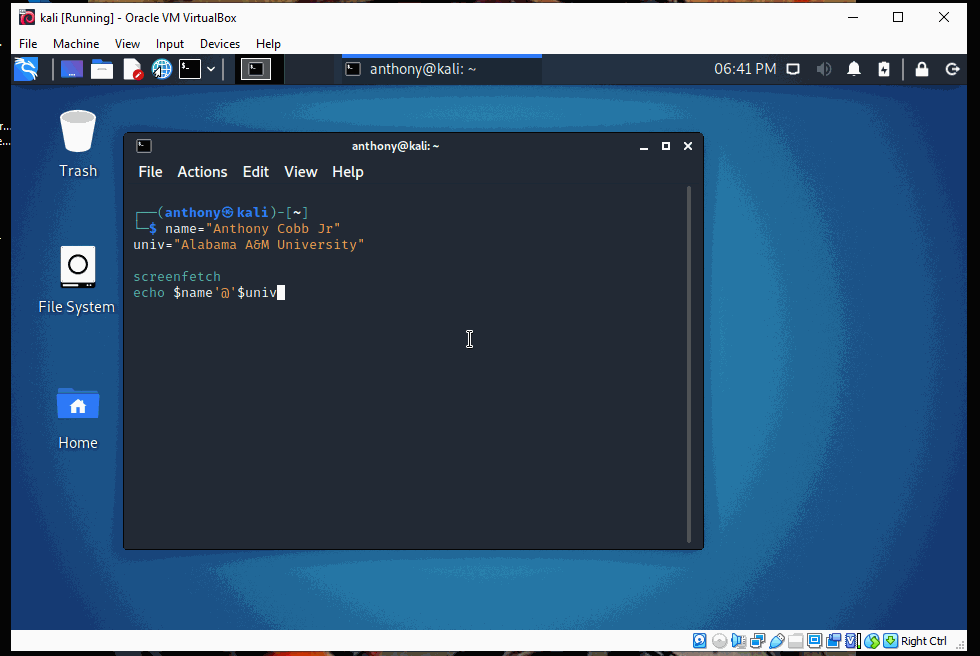 kali [Running] - Oracle VM VirtualBox
File Machine View Input Devices Help
anthony@kali: ~
06:41 PM
Trash
File System
Home
anthony@kali: ~
File Actions Edit View Help
┌──(anthony㉿kali)-[~]
└─$ name="Anthony Cobb Jr"
univ="Alabama A&M University"
screenfetch
echo $name'@'$univ
Right Ctrl